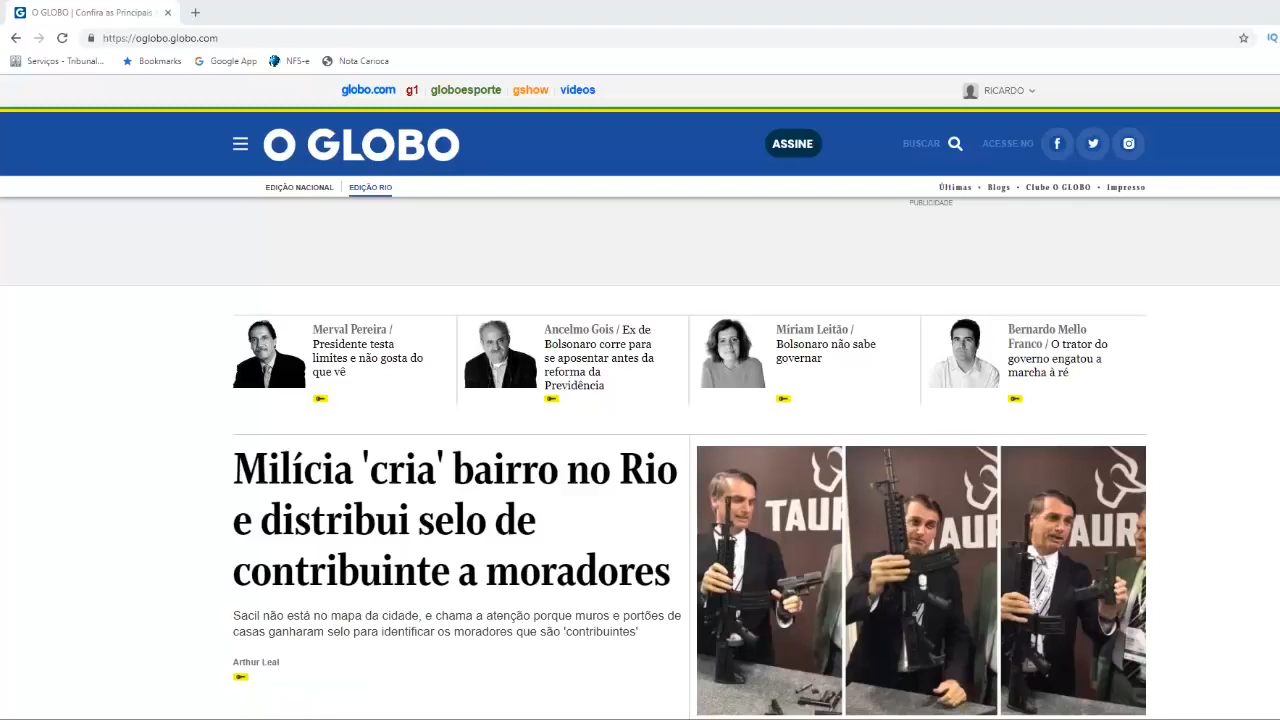 O GLOBO | Confira as Principais
https://oglobo.globo.com
IQ
Serviços - Tribunal...
Bookmarks
Google App
NFS-e
Nota Carioca
globo.com
g1
globoesporte
gshow
vídeos
RICARDO
O GLOBO
ASSINE
BUSCAR
ACESSE NO
EDIÇÃO NACIONAL
EDIÇÃO RIO
Últimas • Blogs • Clube O GLOBO • Impresso
PUBLICIDADE
Merval Pereira /
Presidente testa
limites e não gosta do
que vê
Ancelmo Gois / Ex de
Bolsonaro corre para
se aposentar antes da
reforma da
Previdência
Míriam Leitão /
Bolsonaro não sabe
governar
Bernardo Mello
Franco / O trator do
governo engatou a
marcha à ré
Milícia 'cria' bairro no Rio
e distribui selo de
contribuinte a moradores
Sacil não está no mapa da cidade, e chama a atenção porque muros e portões de
casas ganharam selo para identificar os moradores que são 'contribuintes'
Arthur Leal
TAUR
TAUR
TAUR